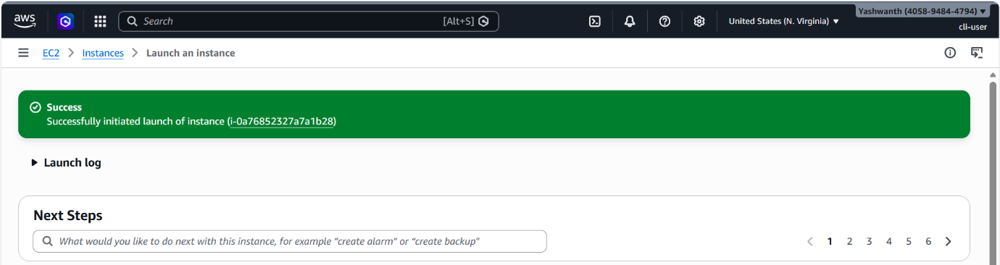 aws
Search [Alt+S]
United States (N. Virginia)
Yashwanth (4058-9484-4794)
cli-user
EC2 Instances Launch an instance
Success
Successfully initiated launch of instance (i-0a76852327a7a1b28)
Launch log
Next Steps
What would you like to do next with this instance, for example "create alarm" or "create backup"
1 2 3 4 5 6